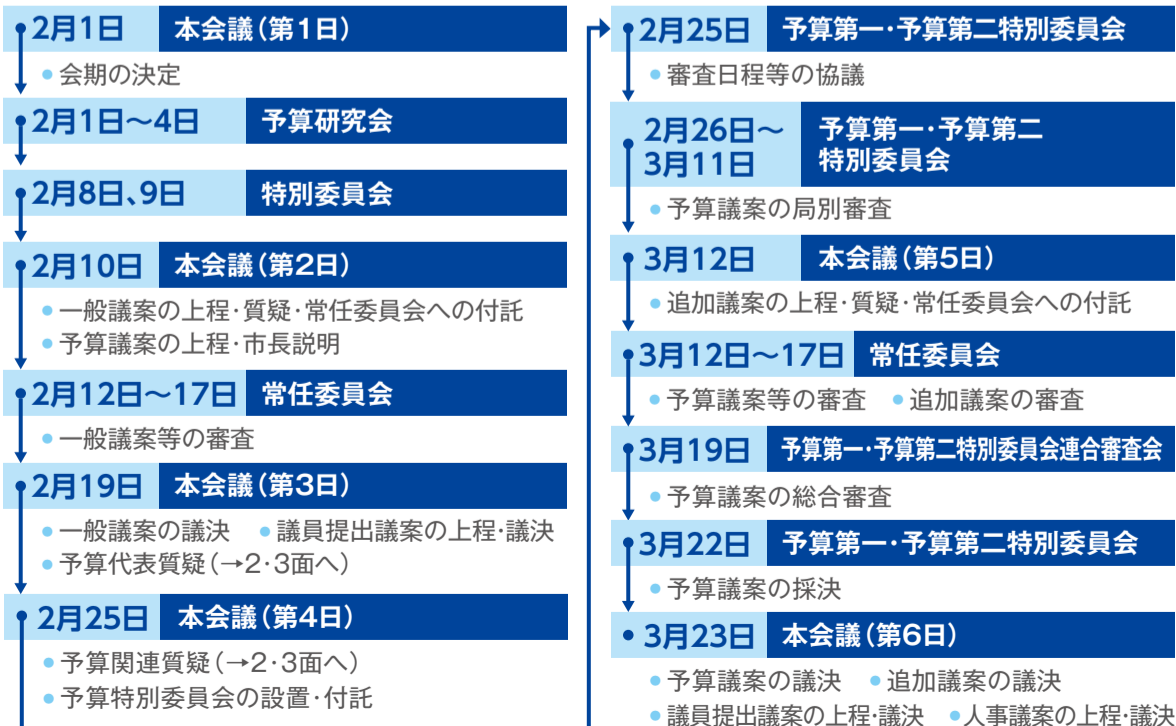 2月1日 本会議(第1日)
●会期の決定
2月1日～4日 予算研究会
2月8日、9日 特別委員会
2月10日 本会議(第2日)
●一般議案の上程・質疑・常任委員会への付託
●予算議案の上程・市長説明
2月12日～17日 常任委員会
●一般議案等の審査
2月19日 本会議(第3日)
●一般議案の議決 ●議員提出議案の上程・議決
●予算代表質疑(→2・3面へ)
2月25日 本会議(第4日)
●予算関連質疑(→2・3面へ)
●予算特別委員会の設置・付託
2月25日 予算第一・予算第二特別委員会
●審査日程等の協議
2月26日～ 予算第一・予算第二
3月11日 特別委員会
●予算議案の局別審査
3月12日 本会議(第5日)
●追加議案の上程・質疑・常任委員会への付託
3月12日～17日 常任委員会
●予算議案等の審査 ●追加議案の審査
3月19日 予算第一・予算第二特別委員会連合審査会
●予算議案の総合審査
3月22日 予算第一・予算第二特別委員会
●予算議案の採決
3月23日 本会議(第6日)
●予算議案の議決 ●追加議案の議決
●議員提出議案の上程・議決 ●人事議案の上程・議決